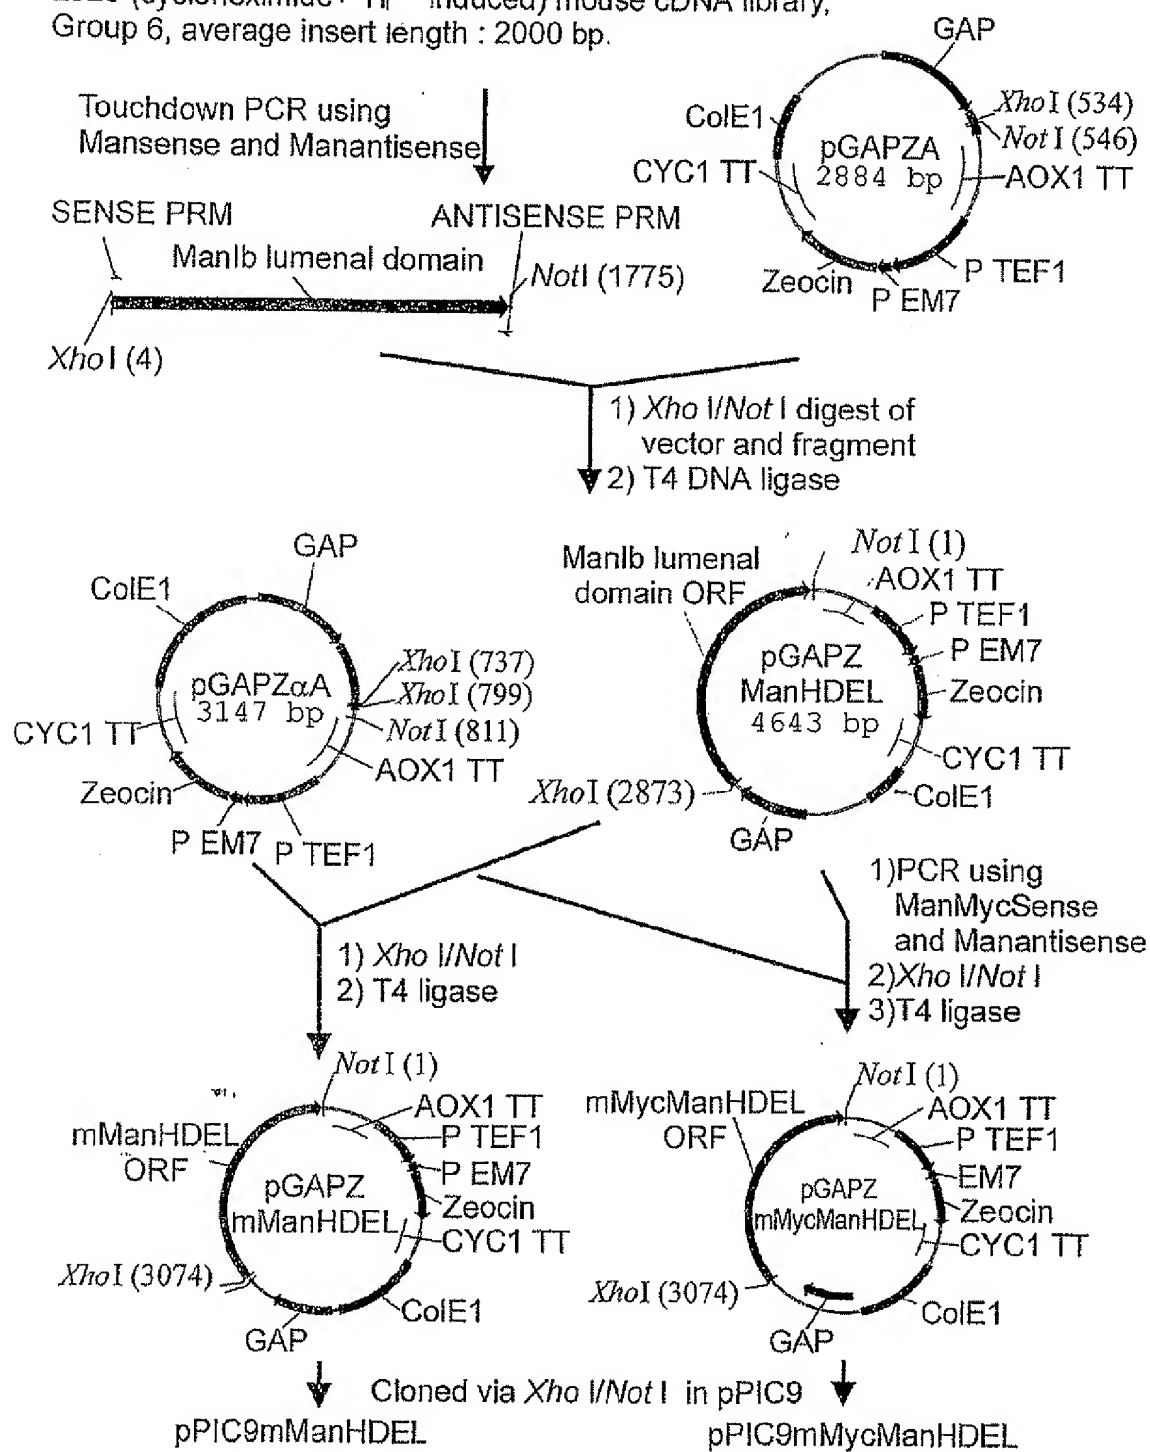 (cycloheximide+
induced) mouse cDNA library,
Group 6, average insert length : 2000 bp.
GAP
Touchdown PCR using
Mansense and Manantisense
ColE1
XhoI (534)
NotI (546)
pGAPZA
2884 bp
CYC1 TT
AOX1 TT
Zeocin
P EM7
P TEF1
SENSE PRM
ANTISENSE PRM
ManIb lumenal domain
NotI (1775)
XhoI (4)
1) Xho I/Not I digest of
vector and fragment
2) T4 DNA ligase
GAP
ColE1
XhoI (737)
XhoI (799)
NotI (811)
pGAPZαA
3147 bp
CYC1 TT
AOX1 TT
Zeocin
P EM7
P TEF1
ManIb lumenal
domain ORF
NotI (1)
AOX1 TT
P TEF1
P EM7
Zeocin
pGAPZ
ManHDEL
4643 bp
CYC1 TT
ColE1
XhoI (2873)
GAP
1) Xho I/Not I
2) T4 ligase
1)PCR using
ManMycSense
and Manantisense
2)Xho I/Not I
3)T4 ligase
NotI (1)
AOX1 TT
P TEF1
P EM7
Zeocin
CYC1 TT
mManHDEL
ORF
pGAPZ
mManHDEL
XhoI (3074)
ColE1
GAP
NotI (1)
mMycManHDEL
ORF
AOX1 TT
P TEF1
EM7
Zeocin
CYC1 TT
pGAPZ
mMycManHDEL
XhoI (3074)
ColE1
GAP
Cloned via Xho I/Not I in pPIC9
pPIC9mManHDEL
pPIC9mMycManHDEL